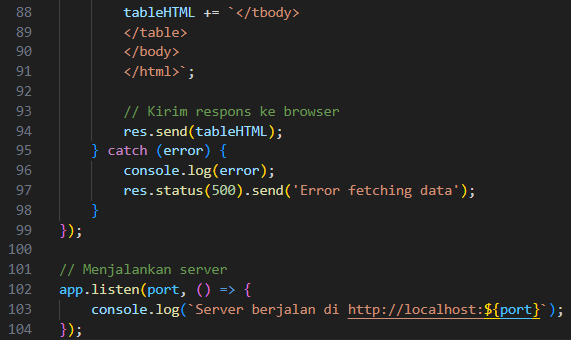 88 tableHTML += `</tbody>
89 </table>
90 </body>
91 </html>`;
92
93 // Kirim respons ke browser
94 res.send(tableHTML);
95 } catch (error) {
96 console.log(error);
97 res.status(500).send('Error fetching data');
98 }
99 });
100
101 // Menjalankan server
102 app.listen(port, () => {
103 console.log(`Server berjalan di http://localhost:${port}`);
104 });